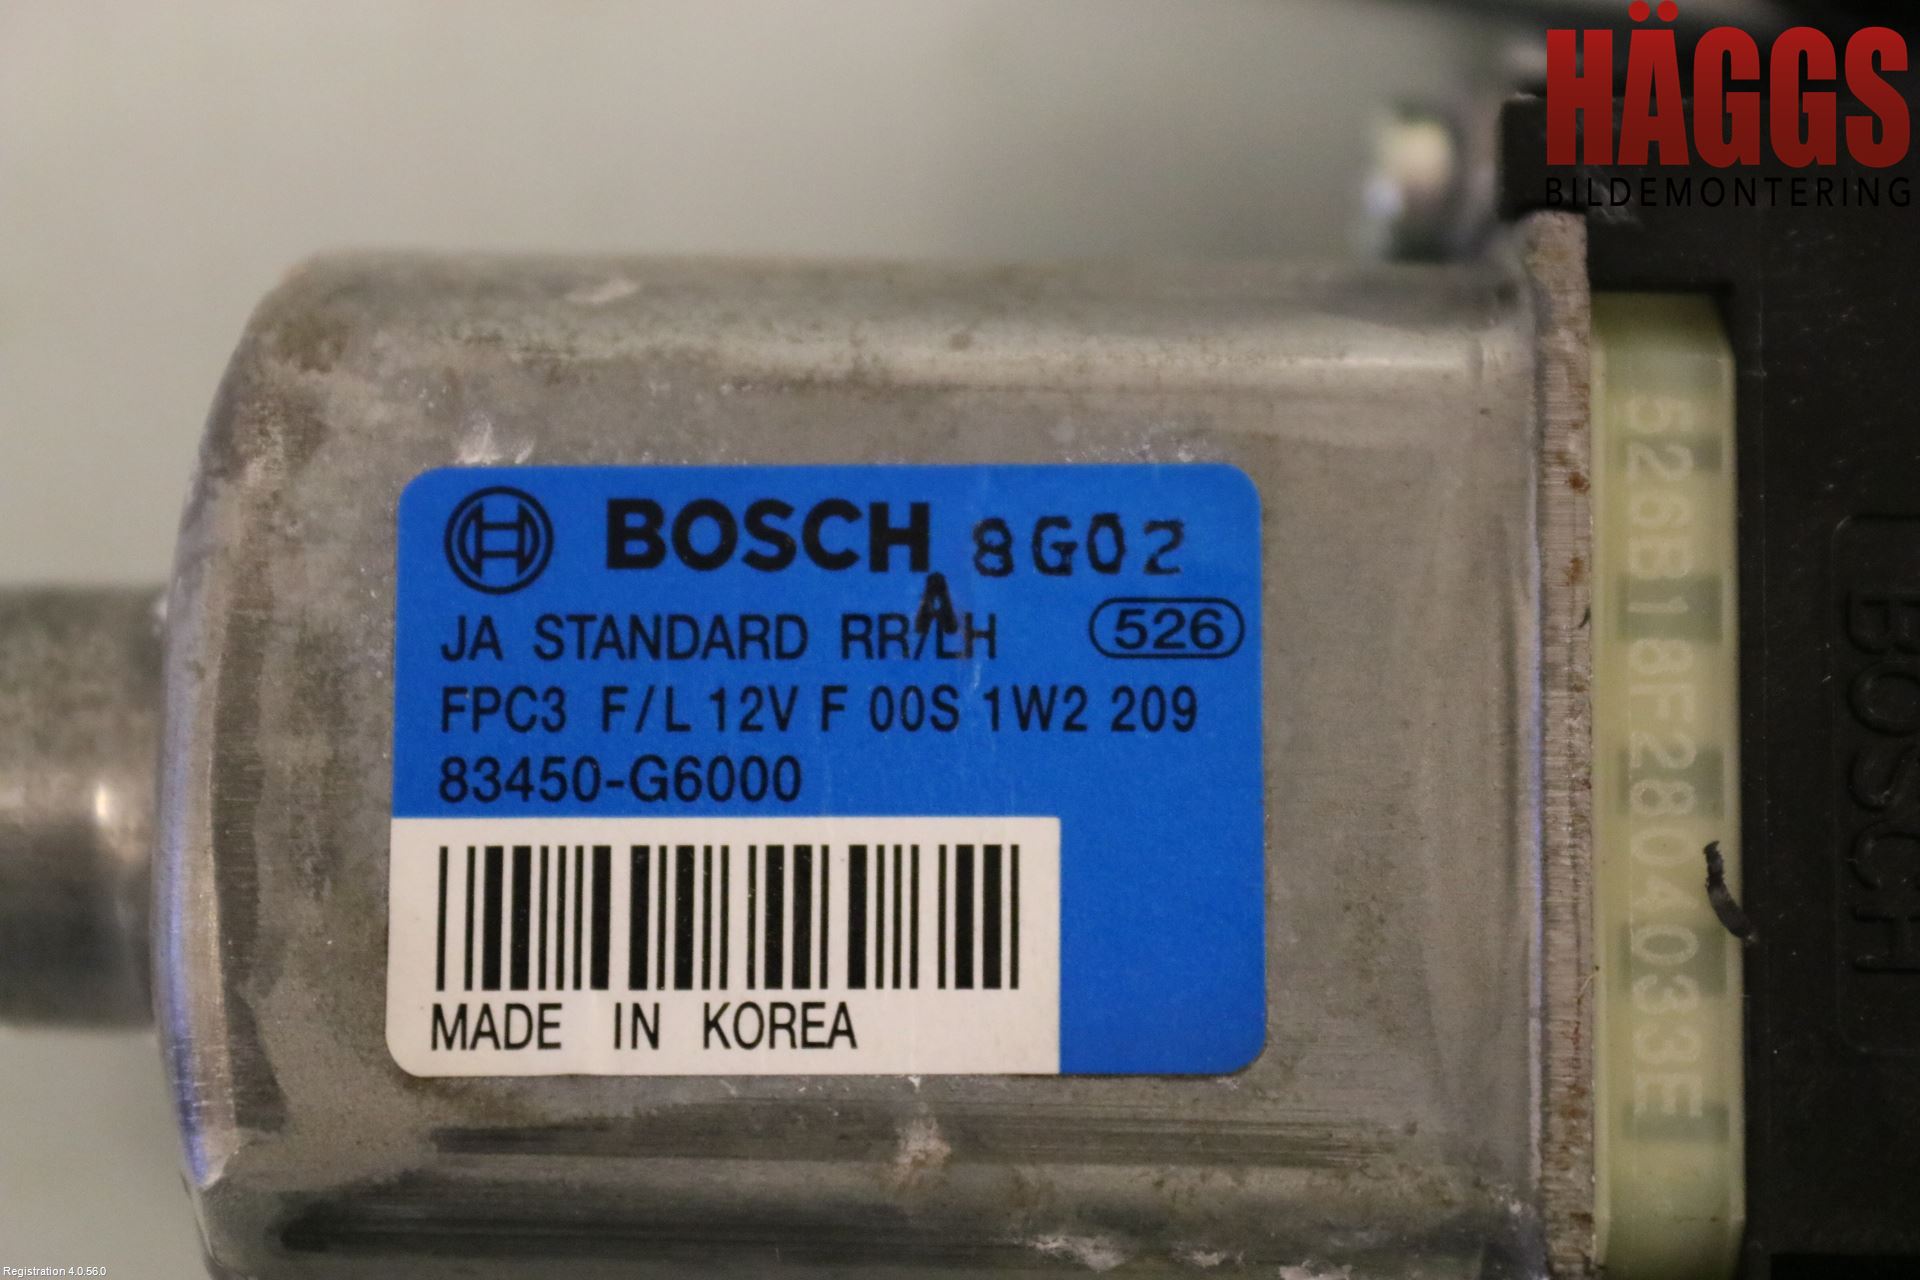 HÄGGS
BILDEMONTERING
BOSCH 8G02
A
JA STANDARD RR/LH 526
FPC3 F/L 12V F 00S 1W2 209
83450-G6000
MADE IN KOREA
526B18F2804033E
BOSCH
Registration 4.0.56.0